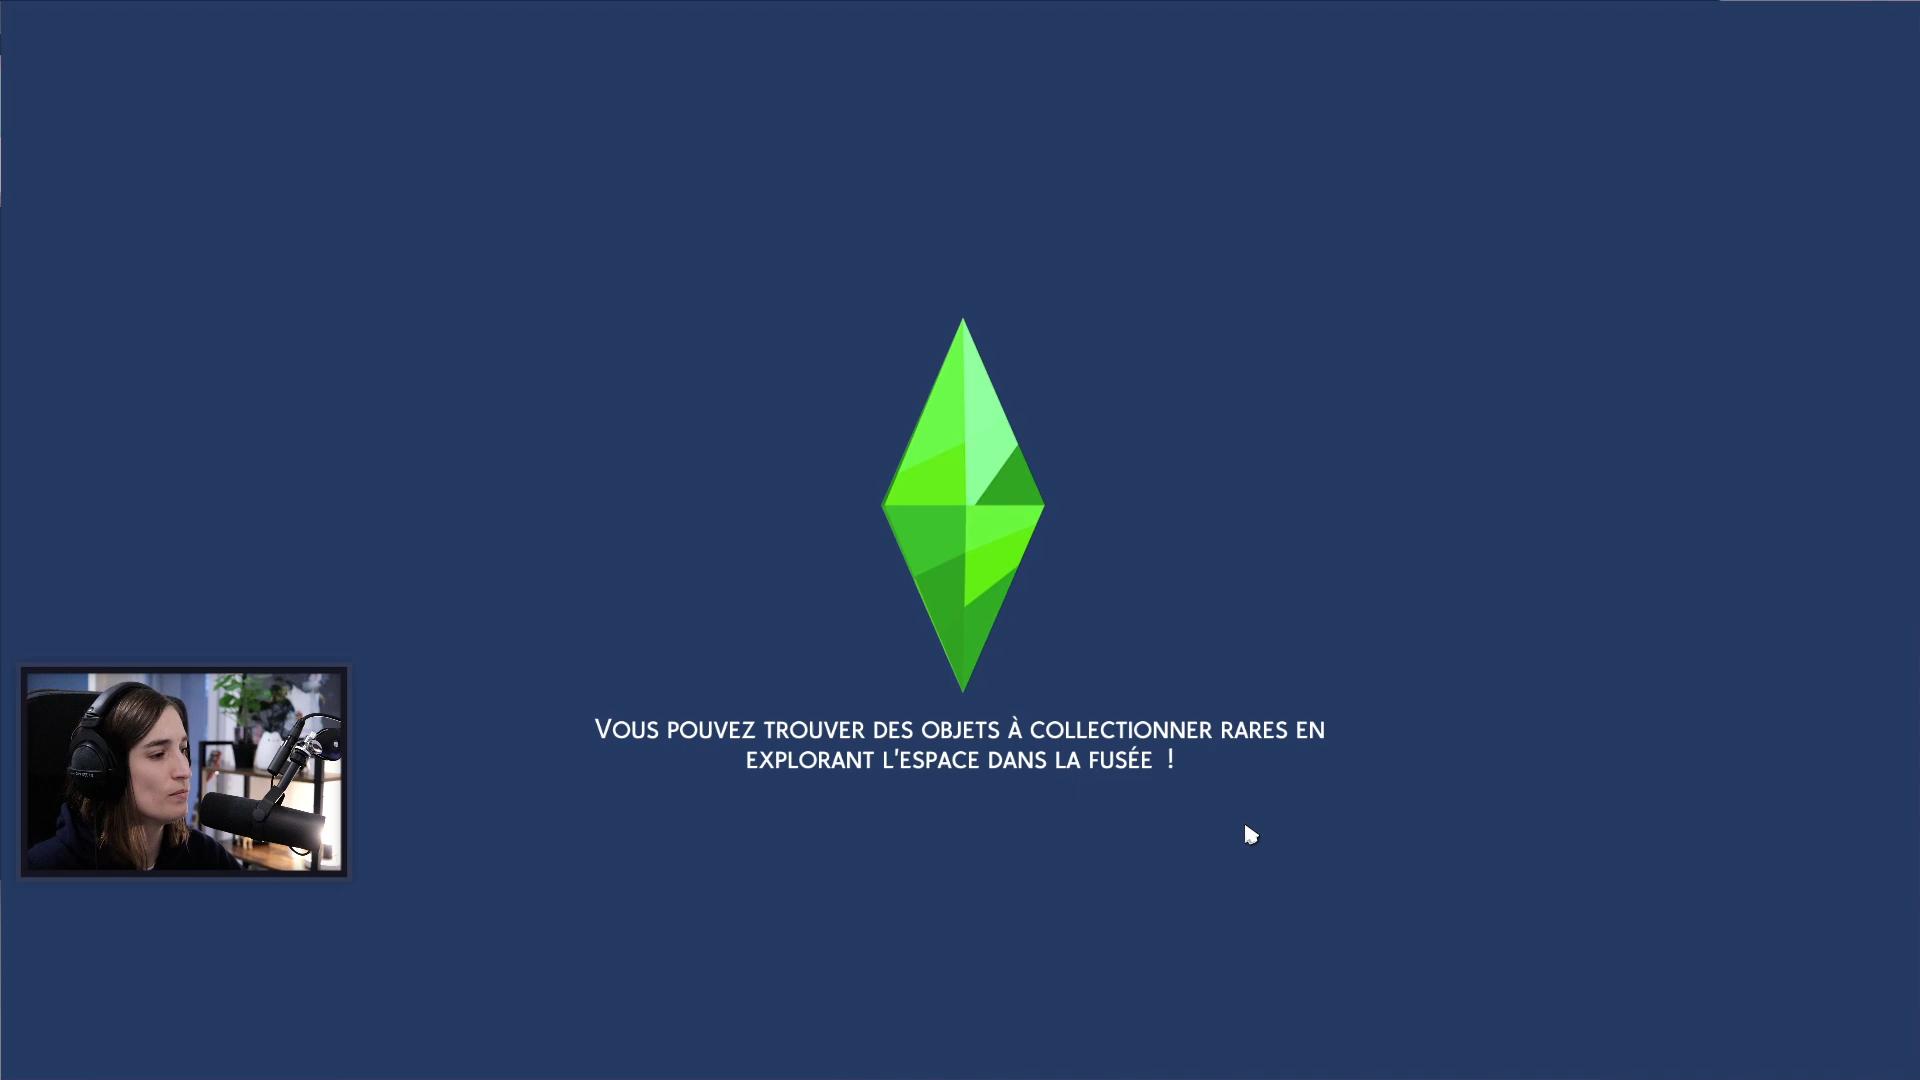 Vous pouvez trouver des objets à collectionner rares en
explorant l'espace dans la fusée !